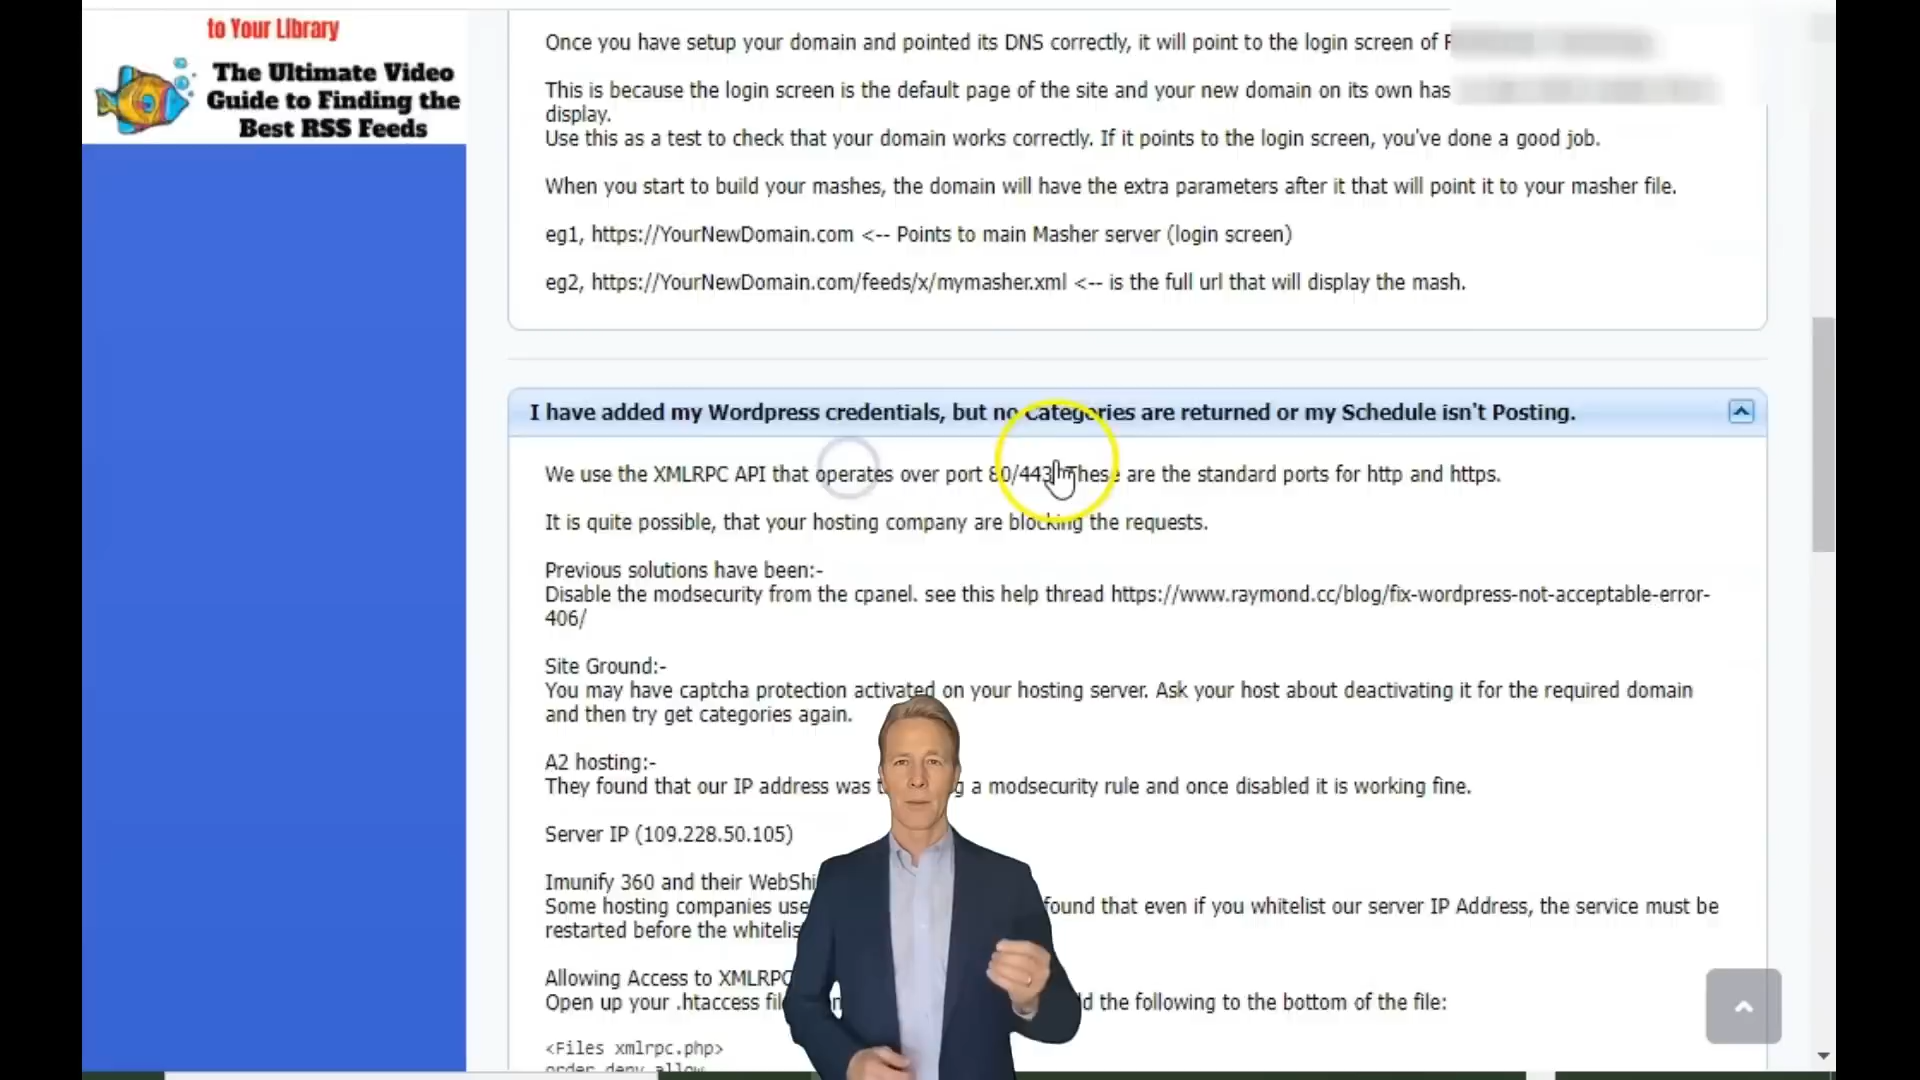 to Your Library
The Ultimate Video
Guide to Finding the
Best RSS Feeds
Once you have setup your domain and pointed its DNS correctly, it will point to the login screen of
This is because the login screen is the default page of the site and your new domain on its own has
display.
Use this as a test to check that your domain works correctly. If it points to the login screen, you've done a good job.
When you start to build your mashes, the domain will have the extra parameters after it that will point it to your masher file.
eg1, https://YourNewDomain.com <-- Points to main Masher server (login screen)
eg2, https://YourNewDomain.com/feeds/x/mymasher.xml <-- is the full url that will display the mash.
I have added my Wordpress credentials, but no Categories are returned or my Schedule isn't Posting.
We use the XMLRPC API that operates over port 80/443. These are the standard ports for http and https.
It is quite possible, that your hosting company are blocking the requests.
Previous solutions have been:-
Disable the modsecurity from the cpanel. see this help thread https://www.raymond.cc/blog/fix-wordpress-not-acceptable-error-
406/
Site Ground:-
You may have captcha protection activated on your hosting server. Ask your host about deactivating it for the required domain
and then try get categories again.
A2 hosting:-
They found that our IP address was a modsecurity rule and once disabled it is working fine.
Server IP (109.228.50.105)
Imunify 360 and their
Some hosting companies use found that even if you whitelist our server IP Address, the service must be
restarted before the
Allowing Access to XMLRPC
Open up your .htaccess the following to the bottom of the file:
<Files xmlrpc.php>
order deny,allow